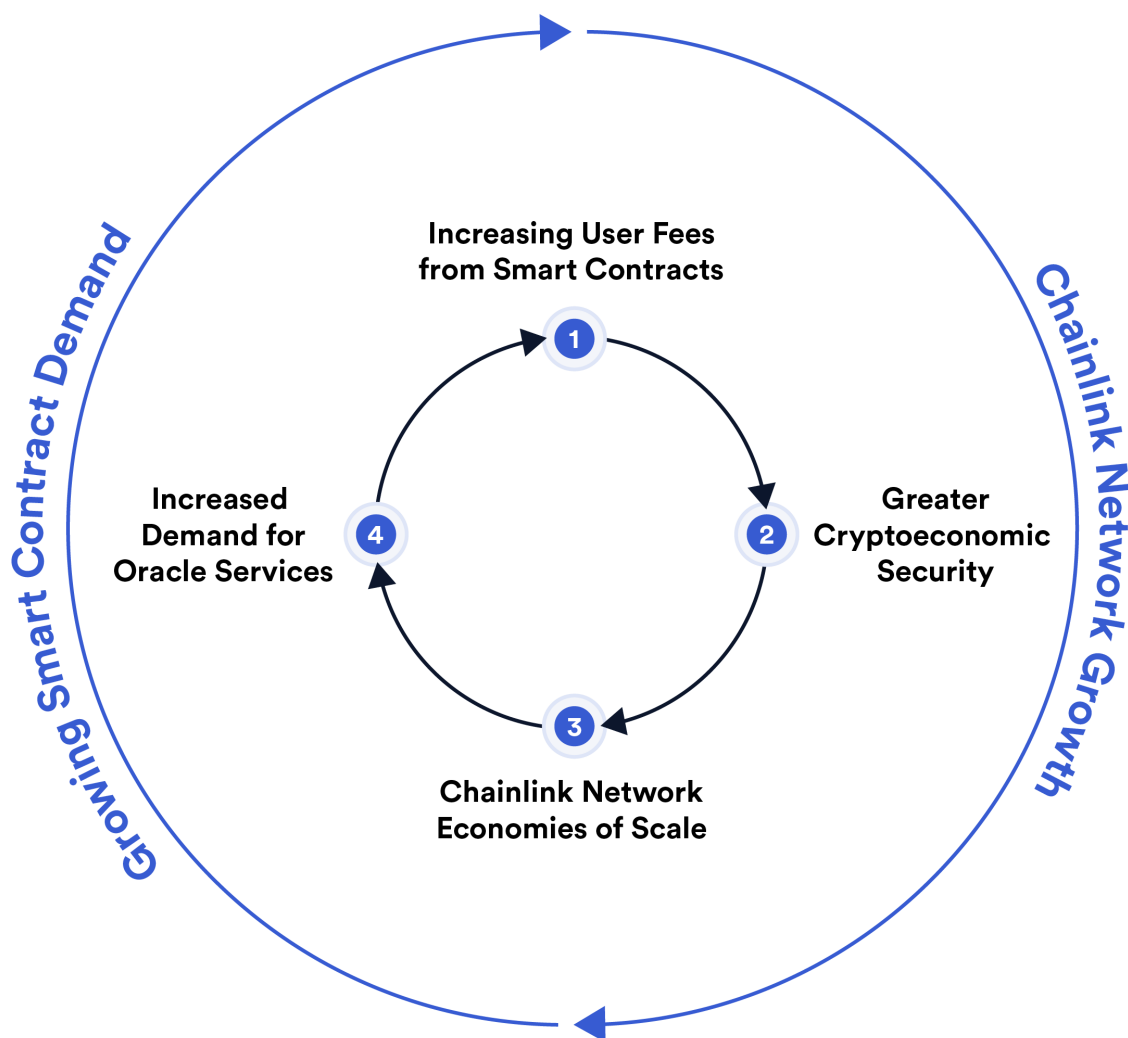 Increasing User Fees
from Smart Contracts
1
Growing Smart Contract Demand
Chainlink Network Growth
Increased
Demand for
Oracle Services
4
2
Greater
Cryptoeconomic
Security
3
Chainlink Network
Economies of Scale